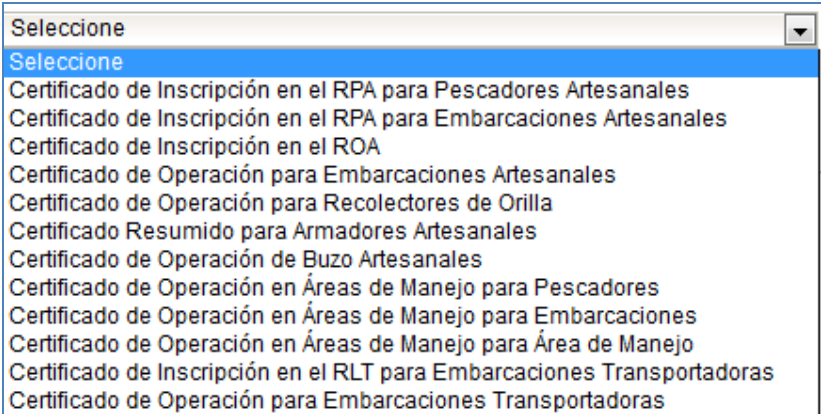 Seleccione
Seleccione
Certificado de Inscripción en el RPA para Pescadores Artesanales
Certificado de Inscripción en el RPA para Embarcaciones Artesanales
Certificado de Inscripción en el ROA
Certificado de Operación para Embarcaciones Artesanales
Certificado de Operación para Recolectores de Orilla
Certificado Resumido para Armadores Artesanales
Certificado de Operación de Buzo Artesanales
Certificado de Operación en Áreas de Manejo para Pescadores
Certificado de Operación en Áreas de Manejo para Embarcaciones
Certificado de Operación en Áreas de Manejo para Área de Manejo
Certificado de Inscripción en el RLT para Embarcaciones Transportadoras
Certificado de Operación para Embarcaciones Transportadoras